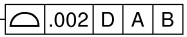 ⌓ .002 D A B